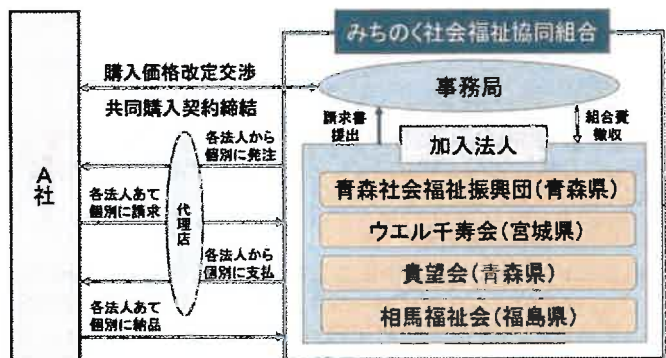 みちのく社会福祉協同組合
購入価格改定交渉
共同購入契約締結
事務局
請求書
提出
組合費
徴収
加入法人
青森社会福祉振興団(青森県)
ウエル千寿会(宮城県)
貴望会(青森県)
相馬福祉会(福島県)
A社
代理店
各法人から
個別に発注
各法人あて
個別に請求
各法人から
個別に支払
各法人あて
個別に納品